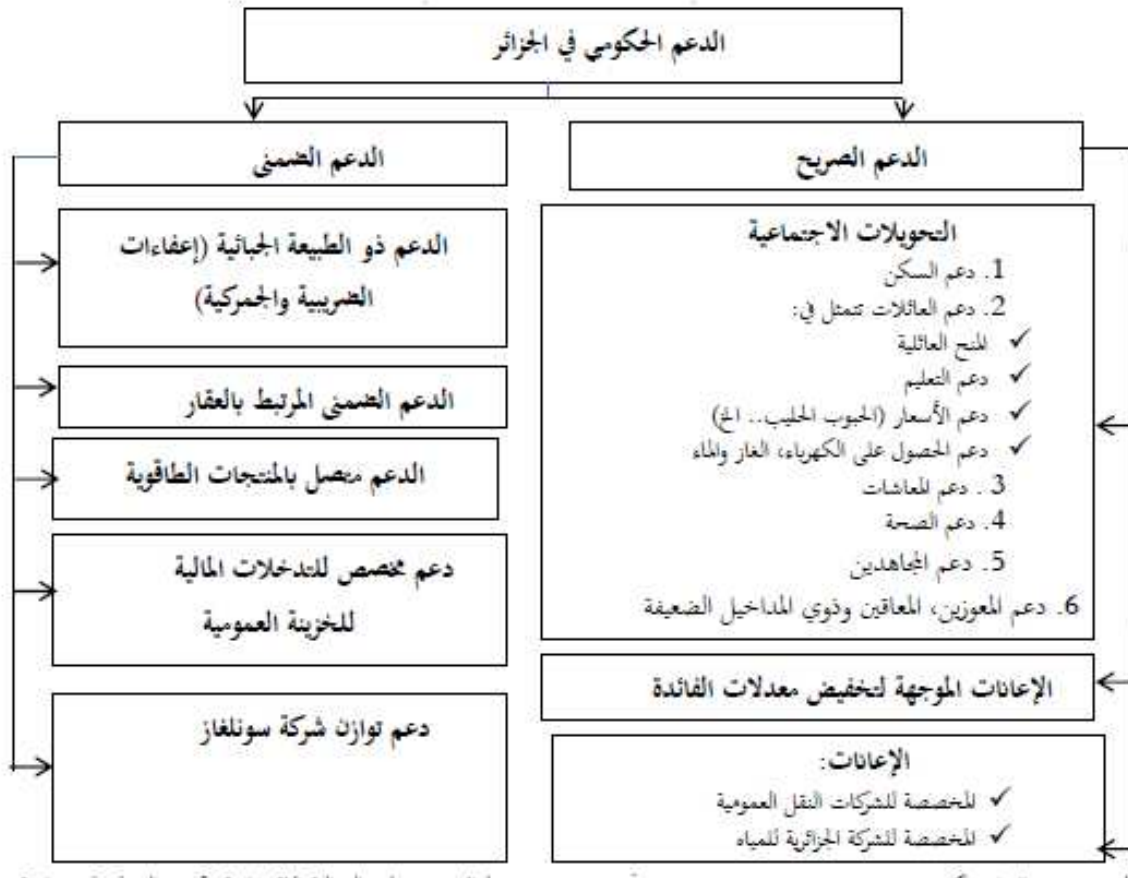 الدعم الحكومي في الجزائر
الدعم الصريح
التحويلات الاجتماعية
1. دعم السكن
2. دعم العائلات تتمثل في:
✓ المنح العائلية
✓ دعم التعليم
✓ دعم الأسعار (الحبوب الحليب.. الخ)
✓ دعم الحصول على الكهرباء، الغاز والماء
3 . دعم المعاشات
4. دعم الصحة
5. دعم المجاهدين
6. دعم المعوزين، المعاقين وذوي المداخيل الضعيفة
الإعانات الموجهة لتخفيض معدلات الفائدة
الإعانات:
✓ المخصصة للشركات النقل العمومية
✓ المخصصة للشركة الجزائرية للمياه
الدعم الضمني
الدعم ذو الطبيعة الجبائية (إعفاءات
الضريبية والجمركية)
الدعم الضمني المرتبط بالعقار
الدعم متصل بالمنتجات الطاقوية
دعم مخصص للتدخلات المالية
للخزينة العمومية
دعم توازن شركة سونلغاز